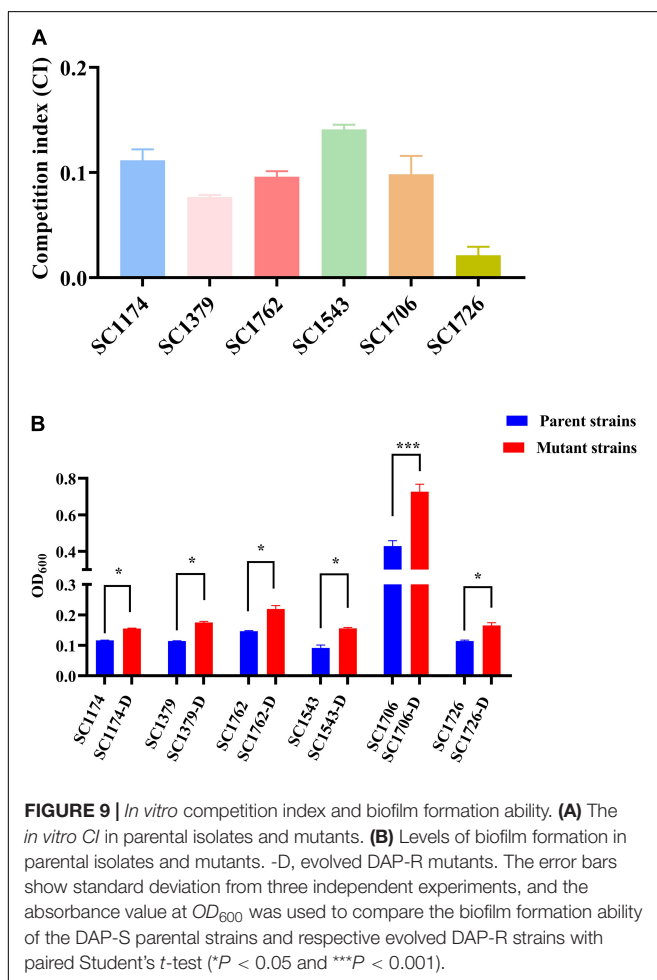 A
Competition index (CI)
0.2
0.1
0.0
SC1174
SC1379
SC1762
SC1543
SC1706
SC1726
B
Parent strains
Mutant strains
OD600
0.8
0.6
0.4
0.3
0.2
0.1
0.0
*
*
*
*
***
*
SC1174
SC1174-D
SC1379
SC1379-D
SC1762
SC1762-D
SC1543
SC1543-D
SC1706
SC1706-D
SC1726
SC1726-D
FIGURE 9 | In vitro competition index and biofilm formation ability. (A) The
in vitro CI in parental isolates and mutants. (B) Levels of biofilm formation in
parental isolates and mutants. -D, evolved DAP-R mutants. The error bars
show standard deviation from three independent experiments, and the
absorbance value at OD600 was used to compare the biofilm formation ability
of the DAP-S parental strains and respective evolved DAP-R strains with
paired Student's t-test (*P < 0.05 and ***P < 0.001).